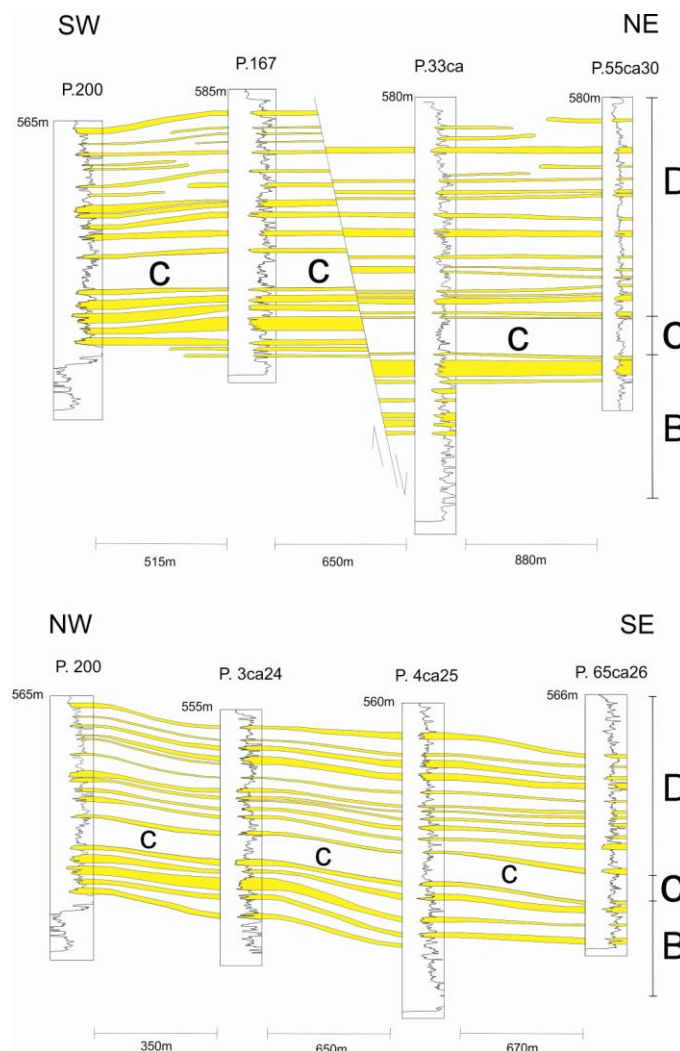 SW NE
P.200 P.167 P.33ca P.55ca30
565m 585m 580m 580m
D
C C C C
B
515m 650m 880m
NW SE
P. 200 P. 3ca24 P. 4ca25 P. 65ca26
565m 555m 560m 566m
D
C C C C
B
350m 650m 670m